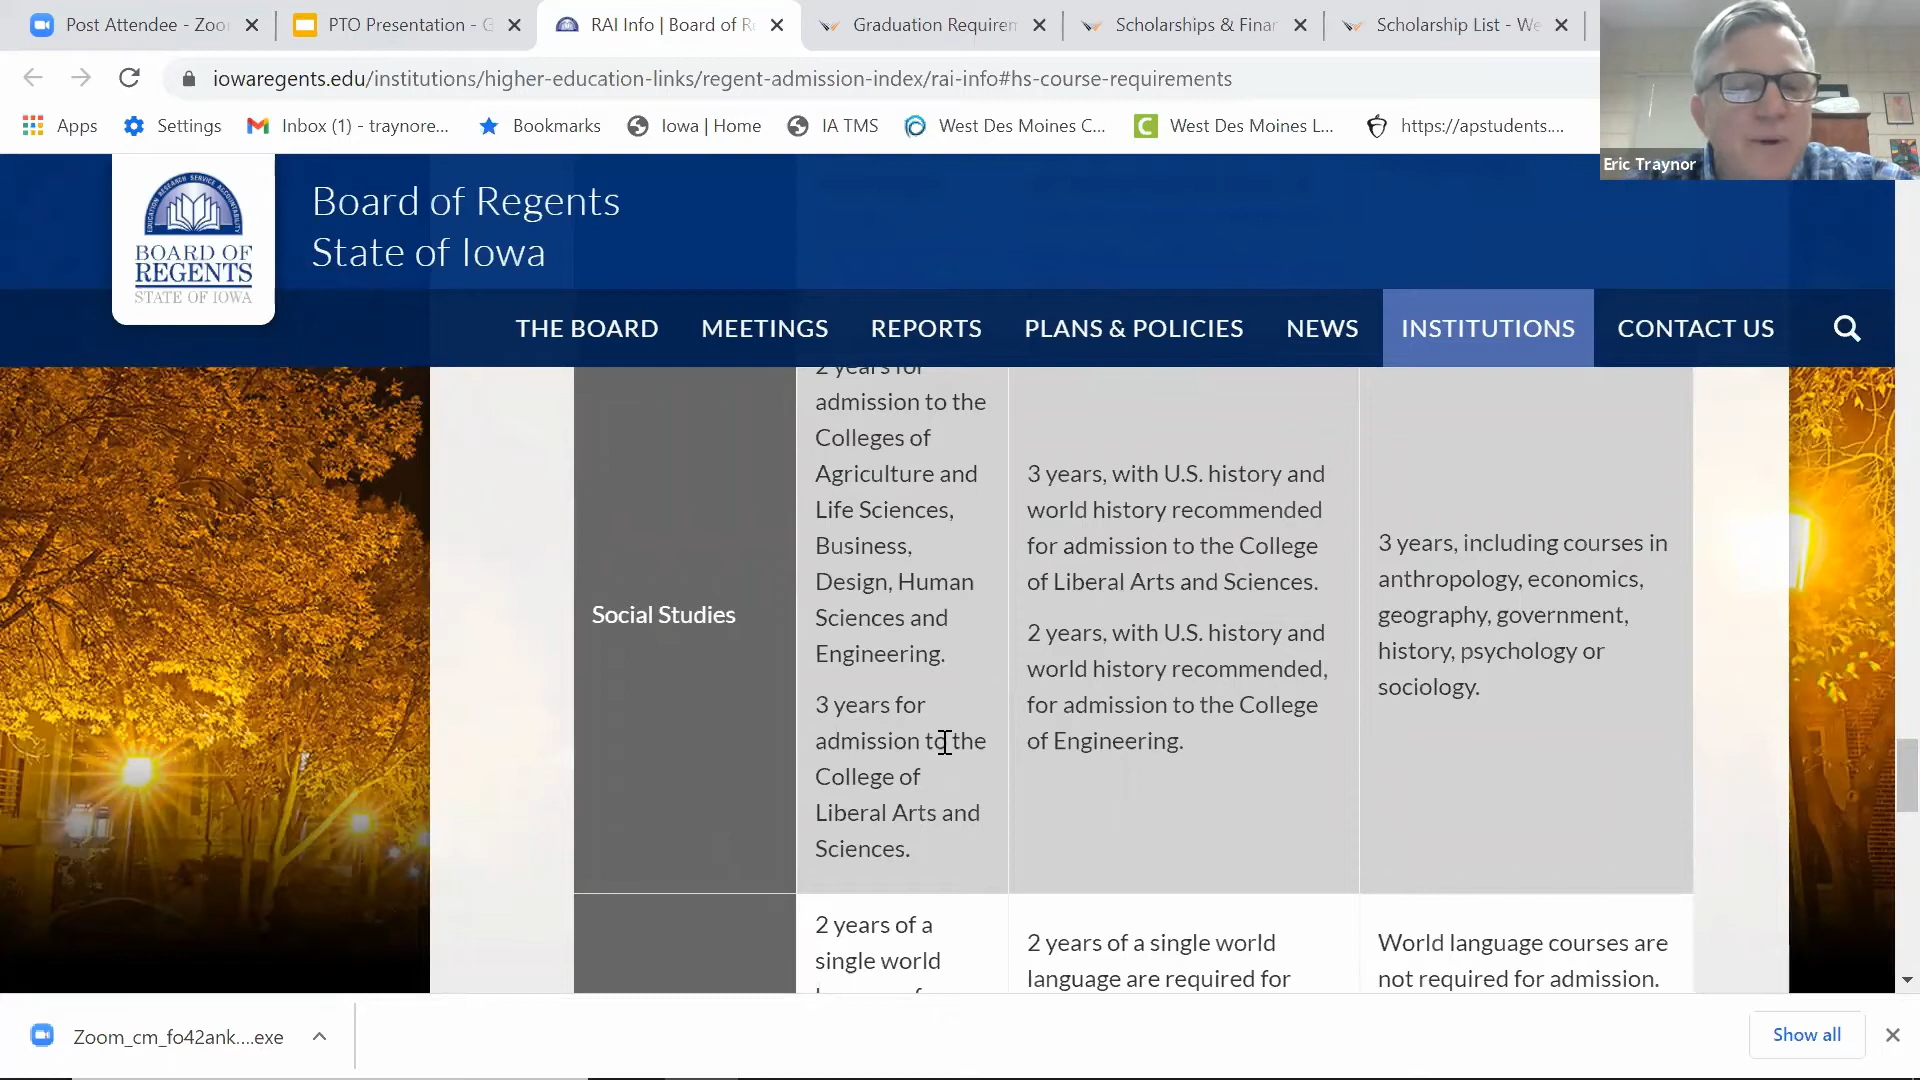 Post Attendee - Zoo
PTO Presentation - G
RAI Info | Board of R
Graduation Requirem
Scholarships & Finan
Scholarship List - We
iowaregents.edu/institutions/higher-education-links/regent-admission-index/rai-info#hs-course-requirements
Apps
Settings
Inbox (1) - traynore...
Bookmarks
Iowa | Home
IA TMS
West Des Moines C...
West Des Moines L...
https://apstudents....
Eric Traynor
EDUCATION RESEARCH SERVICE ACCOUNTABILITY
BOARD OF
REGENTS
STATE OF IOWA
Board of Regents
State of Iowa
THE BOARD
MEETINGS
REPORTS
PLANS & POLICIES
NEWS
INSTITUTIONS
CONTACT US
Social Studies
2 years for
admission to the
Colleges of
Agriculture and
Life Sciences,
Business,
Design, Human
Sciences and
Engineering.
3 years for
admission to the
College of
Liberal Arts and
Sciences.
3 years, with U.S. history and
world history recommended
for admission to the College
of Liberal Arts and Sciences.
2 years, with U.S. history and
world history recommended,
for admission to the College
of Engineering.
3 years, including courses in
anthropology, economics,
geography, government,
history, psychology or
sociology.
2 years of a
single world
2 years of a single world
language are required for
World language courses are
not required for admission.
Zoom_cm_fo42ank....exe
Show all